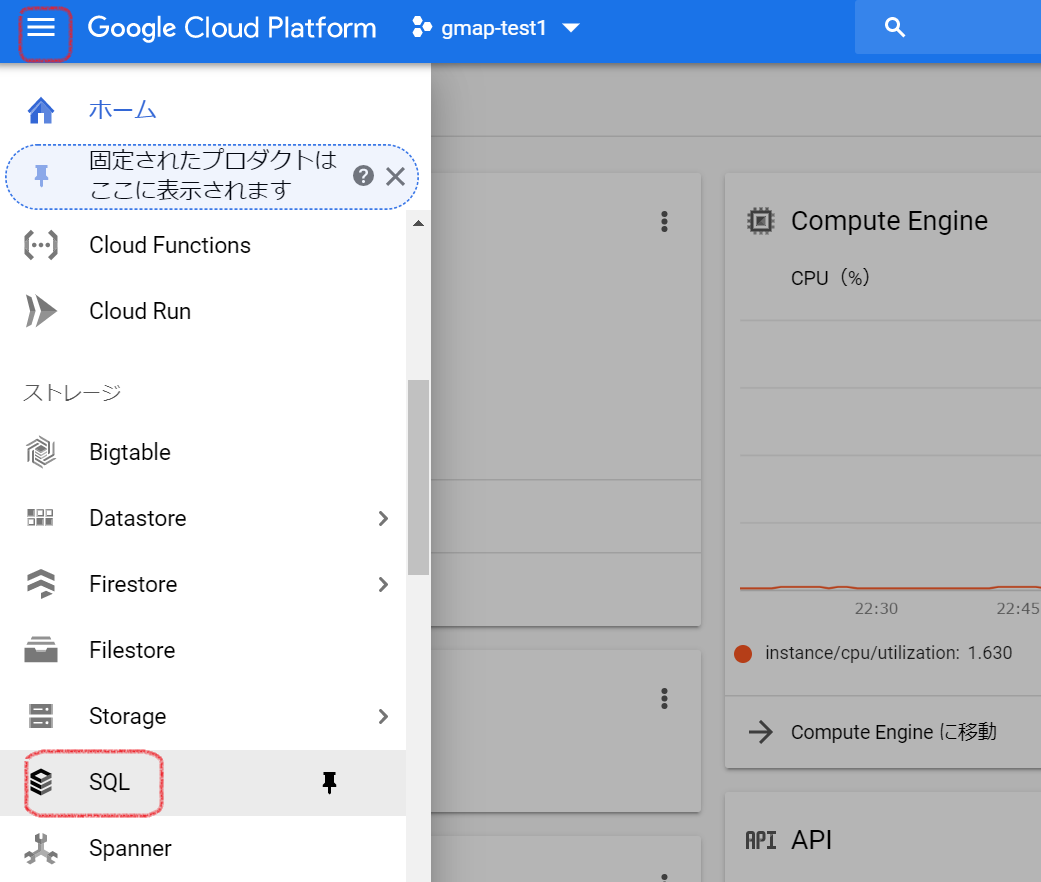 Google Cloud Platform
gmap-test1
ホーム
固定されたプロダクトは
ここに表示されます
Cloud Functions
Cloud Run
ストレージ
Bigtable
Datastore
Firestore
Filestore
Storage
SQL
Spanner
Compute Engine
CPU（%）
22:30
22:45
instance/cpu/utilization: 1.630
Compute Engine に移動
API API